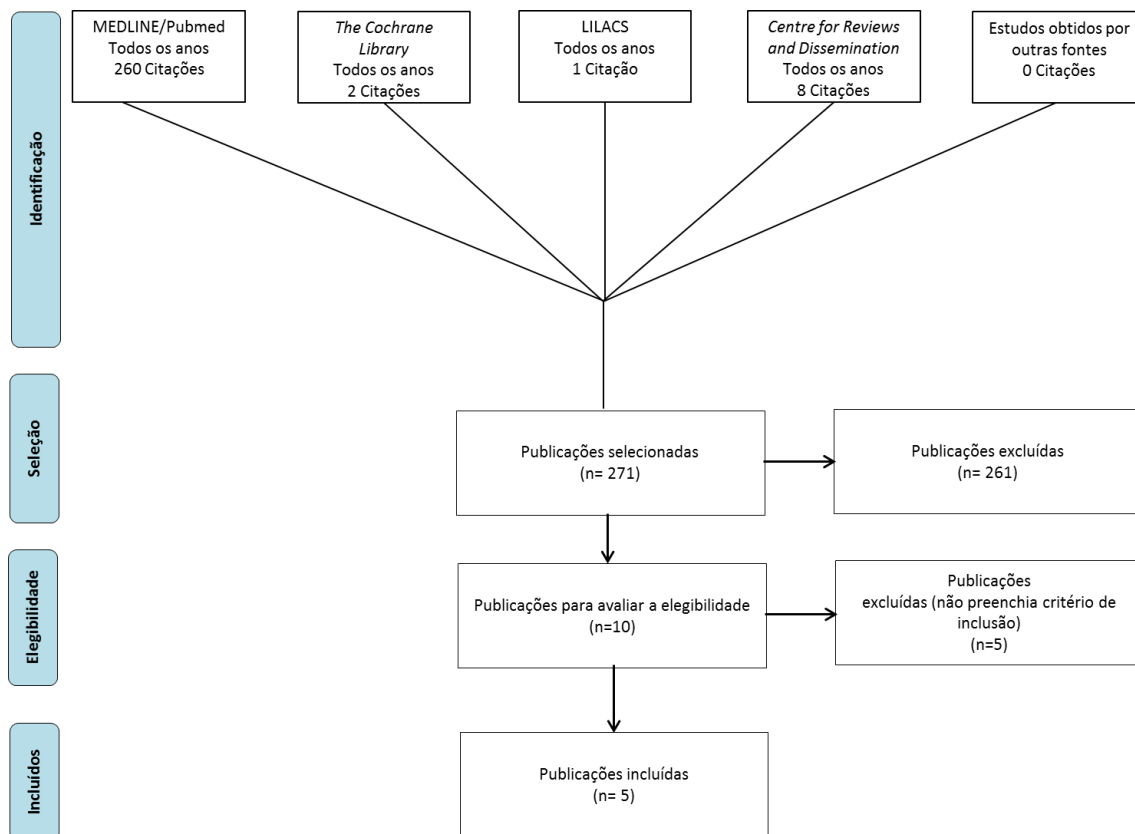 MEDLINE/Pubmed
Todos os anos
260 Citações
The Cochrane
Library
Todos os anos
2 Citações
LILACS
Todos os anos
1 Citação
Centre for Reviews
and Dissemination
Todos os anos
8 Citações
Estudos obtidos por
outras fontes
0 Citações
Identificação
Seleção
Publicações selecionadas
(n= 271)
Publicações excluídas
(n= 261)
Elegibilidade
Publicações para avaliar a elegibilidade
(n=10)
Publicações
excluídas (não preenchia critério de
inclusão)
(n=5)
Incluídos
Publicações incluídas
(n= 5)